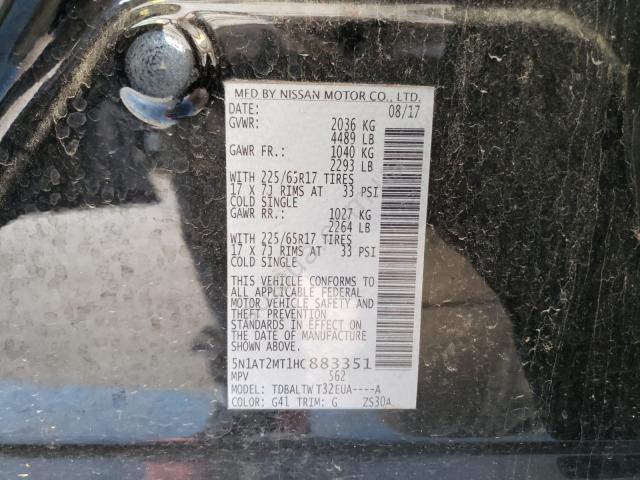 MFD BY NISSAN MOTOR CO., LTD.
DATE: 08/17
GVWR: 2036 KG
4489 LB
GAWR FR.: 1040 KG
2293 LB
WITH 225/65R17 TIRES
17 X 7J RIMS AT 33 PSI
COLD SINGLE
GAWR RR.: 1027 KG
2264 LB
WITH 225/65R17 TIRES
17 X 7J RIMS AT 33 PSI
COLD SINGLE
THIS VEHICLE CONFORMS TO
ALL APPLICABLE FEDERAL
MOTOR VEHICLE SAFETY AND
THEFT PREVENTION
STANDARDS IN EFFECT ON THE
DATE OF MANUFACTURE
SHOWN ABOVE.
5N1AT2MT1HC883351
MPV 562
MODEL: TDBALTW T32EUA----A
COLOR: G41 TRIM: G ZS30A